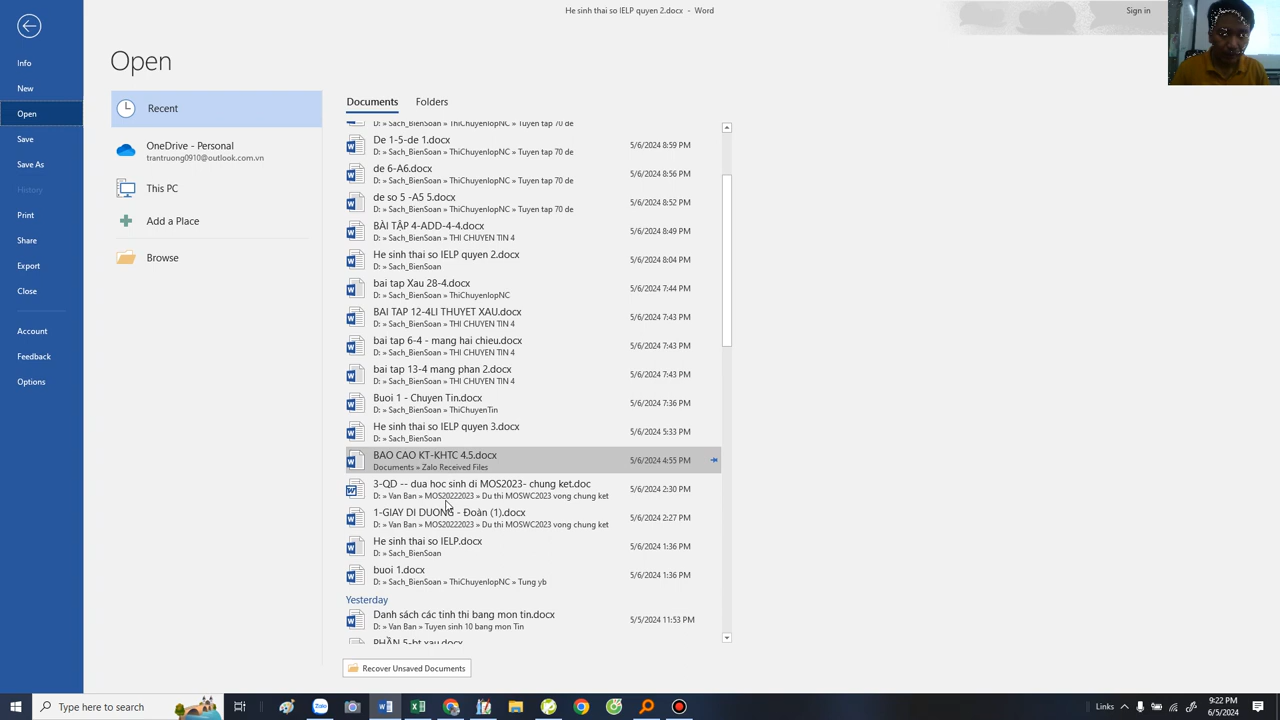 He sinh thai so IELP quyen 2.docx - Word
Sign in
Info
New
Open
Save
Save As
History
Print
Share
Export
Close
Account
Feedback
Options
Open
Recent
OneDrive - Personal
trantruong0910@outlook.com.vn
This PC
Add a Place
Browse
Documents Folders
D: » Sach_BienSoan » ThiChuyenlopNC » Tuyen tap 70 de
De 1-5-de 1.docx 5/6/2024 8:59 PM
D: » Sach_BienSoan » ThiChuyenlopNC » Tuyen tap 70 de
de 6-A6.docx 5/6/2024 8:56 PM
D: » Sach_BienSoan » ThiChuyenlopNC » Tuyen tap 70 de
de so 5 -A5 5.docx 5/6/2024 8:52 PM
D: » Sach_BienSoan » ThiChuyenlopNC » Tuyen tap 70 de
BÀI TẬP 4-ADD-4-4.docx 5/6/2024 8:49 PM
D: » Sach_BienSoan » THI CHUYEN TIN 4
He sinh thai so IELP quyen 2.docx 5/6/2024 8:04 PM
D: » Sach_BienSoan
bai tap Xau 28-4.docx 5/6/2024 7:44 PM
D: » Sach_BienSoan » ThiChuyenlopNC
BAI TAP 12-4LI THUYET XAU.docx 5/6/2024 7:43 PM
D: » Sach_BienSoan » THI CHUYEN TIN 4
bai tap 6-4 - mang hai chieu.docx 5/6/2024 7:43 PM
D: » Sach_BienSoan » THI CHUYEN TIN 4
bai tap 13-4 mang phan 2.docx 5/6/2024 7:43 PM
D: » Sach_BienSoan » THI CHUYEN TIN 4
Buoi 1 - Chuyen Tin.docx 5/6/2024 7:36 PM
D: » Sach_BienSoan » ThiChuyenTin
He sinh thai so IELP quyen 3.docx 5/6/2024 5:33 PM
D: » Sach_BienSoan
BAO CAO KT-KHTC 4.5.docx 5/6/2024 4:55 PM
Documents » Zalo Received Files
3-QD -- dua hoc sinh di MOS2023- chung ket.doc 5/6/2024 2:30 PM
D: » Van Ban » MOS20222023 » Du thi MOSWC2023 vong chung ket
1-GIAY DI DUONG - Đoàn (1).docx 5/6/2024 2:27 PM
D: » Van Ban » MOS20222023 » Du thi MOSWC2023 vong chung ket
He sinh thai so IELP.docx 5/6/2024 1:36 PM
D: » Sach_BienSoan
buoi 1.docx 5/6/2024 1:36 PM
D: » Sach_BienSoan » ThiChuyenlopNC » Tung yb
Yesterday
Danh sách các tinh thi bang mon tin.docx 5/5/2024 11:53 PM
D: » Van Ban » Tuyen sinh 10 bang mon Tin
PHẦN 5-bt xau.docx
Recover Unsaved Documents
Type here to search
Links
9:22 PM
6/5/2024